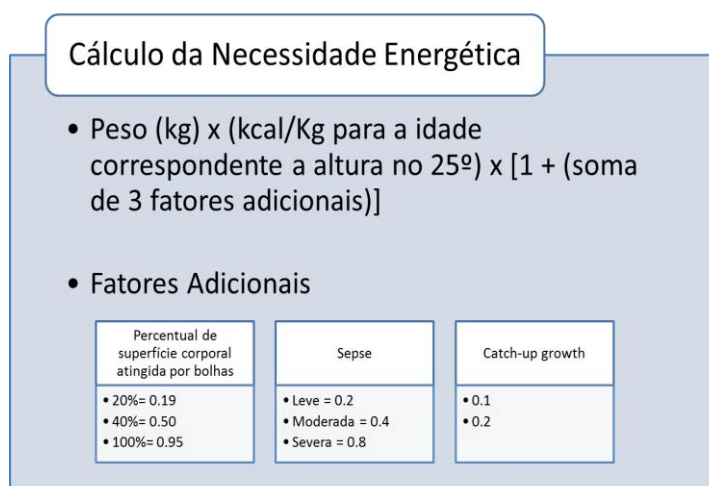 Cálculo da Necessidade Energética
• Peso (kg) x (kcal/Kg para a idade
correspondente a altura no 25º) x [1 + (soma
de 3 fatores adicionais)]
• Fatores Adicionais
Percentual de
superfície corporal
atingida por bolhas
• 20%= 0.19
• 40%= 0.50
• 100%= 0.95
Sepse
• Leve = 0.2
• Moderada = 0.4
• Severa = 0.8
Catch-up growth
• 0.1
• 0.2